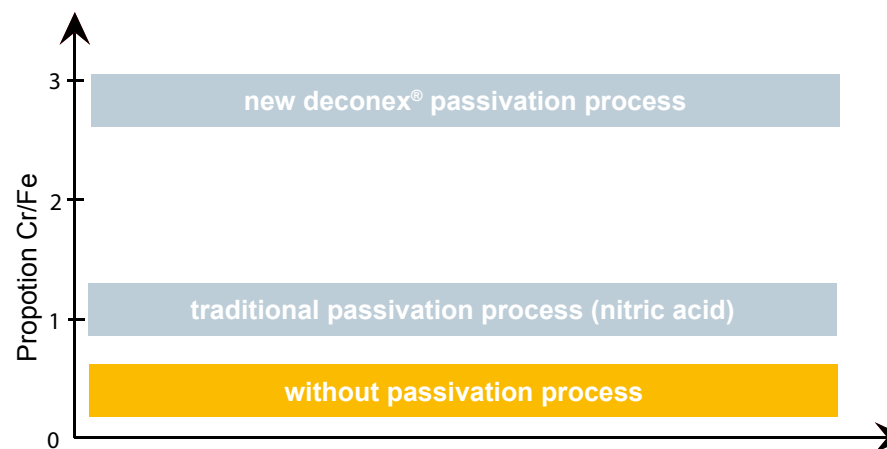 3
new deconex® passivation process
2
Propotion Cr/Fe
1
traditional passivation process (nitric acid)
without passivation process
0